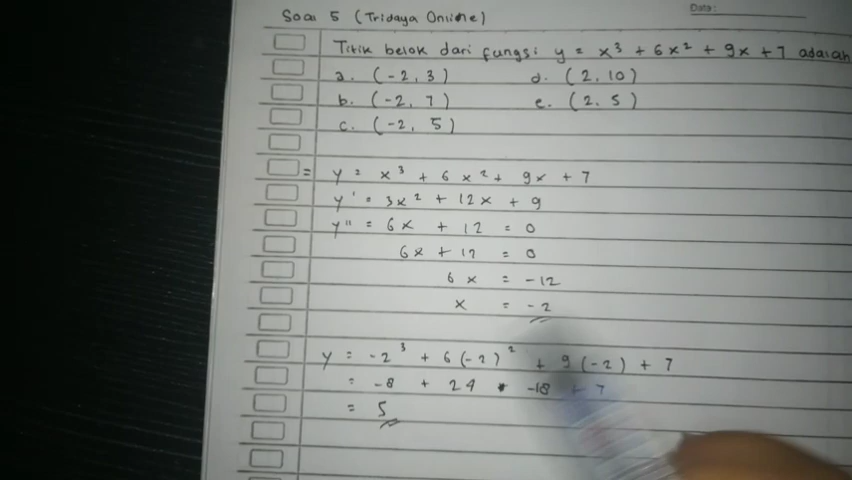 Soal 5 (Tridaya Online)
Date:
Titik belok dari fungsi y = x³ + 6x² + 9x + 7 adalah
a. (-2, 3) d. (2, 10)
b. (-2, 7) e. (2, 5)
c. (-2, 5)
= y = x³ + 6x² + 9x + 7
y' = 3x² + 12x + 9
y'' = 6x + 12 = 0
6x + 12 = 0
6x = -12
x = -2
y = -2³ + 6(-2)² + 9(-2) + 7
= -8 + 24 -18 + 7
= 5